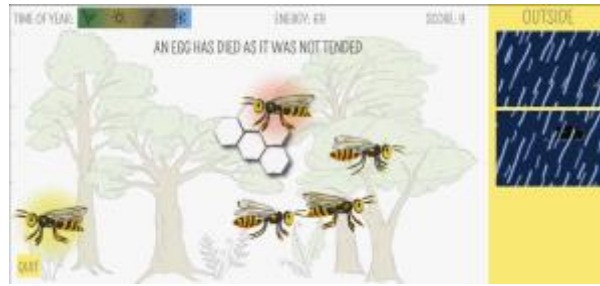 TIME OF YEAR:
ENERGY: 69
SCORE: 9
OUTSIDE
AN EGG HAS DIED AS IT WAS NOT TENDED
QUIT